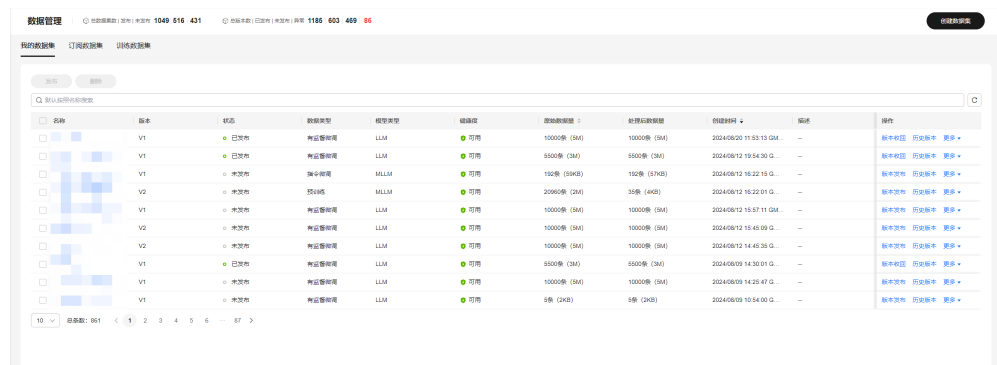 数据管理 总数据集数 | 发布 | 未发布 1049 516 431 总版本数 | 已发布 | 未发布 | 异常 1185 603 469 86 创建数据集
我的数据集 订阅数据集 训练数据集
发布 删除
默认按照名称搜索
名称 版本 状态 数据类型 模型类型 健康度 原始数据量 处理后数据量 创建时间 描述 操作
V1 已发布 有监督微调 LLM 可用 10000条 (5M) 10000条 (5M) 2024/08/20 11:53:13 GM... -- 版本收回 历史版本 更多
V1 已发布 有监督微调 LLM 可用 5500条 (3M) 5500条 (3M) 2024/08/12 19:54:30 G... -- 版本收回 历史版本 更多
V1 未发布 指令微调 MLLM 可用 192条 (59KB) 192条 (57KB) 2024/08/12 16:22:15 G... -- 版本发布 历史版本 更多
V2 未发布 预训练 MLLM 可用 20960条 (2M) 35条 (4KB) 2024/08/12 16:22:01 G... -- 版本发布 历史版本 更多
V1 未发布 有监督微调 LLM 可用 10000条 (5M) 10000条 (5M) 2024/08/12 15:57:11 GM... -- 版本发布 历史版本 更多
V2 未发布 有监督微调 LLM 可用 10000条 (5M) 10000条 (5M) 2024/08/12 15:45:09 G... -- 版本发布 历史版本 更多
V2 未发布 有监督微调 LLM 可用 10000条 (5M) 10000条 (5M) 2024/08/12 14:45:35 G... -- 版本发布 历史版本 更多
V1 已发布 有监督微调 LLM 可用 5500条 (3M) 5500条 (3M) 2024/08/09 14:30:01 G... -- 版本收回 历史版本 更多
V1 未发布 有监督微调 LLM 可用 10000条 (5M) 10000条 (5M) 2024/08/09 14:25:47 G... -- 版本发布 历史版本 更多
V1 未发布 有监督微调 LLM 可用 5条 (2KB) 5条 (2KB) 2024/08/09 10:54:00 G... -- 版本发布 历史版本 更多
10 总条数: 861 < 1 2 3 4 5 6 ... 87 >